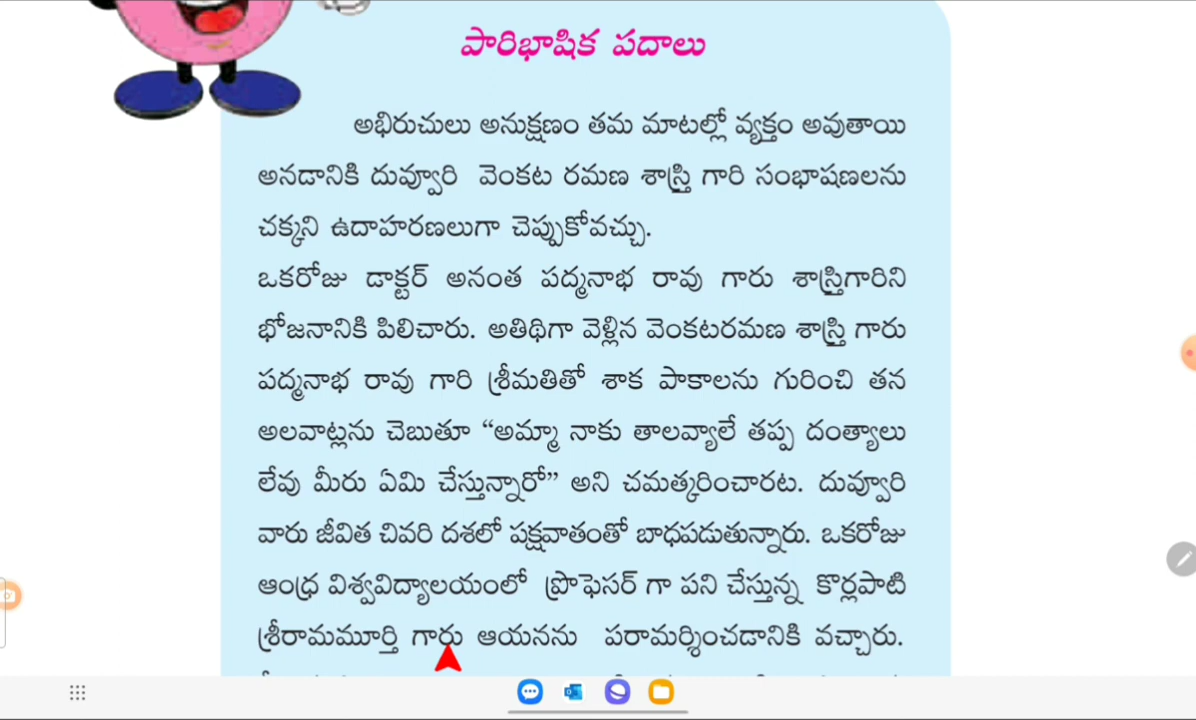 పారిభాషిక పదాలు
అభిరుచులు అనుక్షణం తమ మాటల్లో వ్యక్తం అవుతాయి
అనడానికి దువ్వూరి వెంకట రమణ శాస్త్రి గారి సంభాషణలను
చక్కని ఉదాహరణలుగా చెప్పుకోవచ్చు.
ఒకరోజు డాక్టర్ అనంత పద్మనాభ రావు గారు శాస్త్రిగారిని
భోజనానికి పిలిచారు. అతిథిగా వెళ్లిన వెంకటరమణ శాస్త్రి గారు
పద్మనాభ రావు గారి శ్రీమతితో శాక పాకాలను గురించి తన
అలవాట్లను చెబుతూ “అమ్మా నాకు తాలవ్యాలే తప్ప దంత్యాలు
లేవు మీరు ఏమి చేస్తున్నారో” అని చమత్కరించారట. దువ్వూరి
వారు జీవిత చివరి దశలో పక్షవాతంతో బాధపడుతున్నారు. ఒకరోజు
ఆంధ్ర విశ్వవిద్యాలయంలో ప్రొఫెసర్ గా పని చేస్తున్న కొర్లపాటి
శ్రీరామమూర్తి గారు ఆయనను పరామర్శించడానికి వచ్చారు.